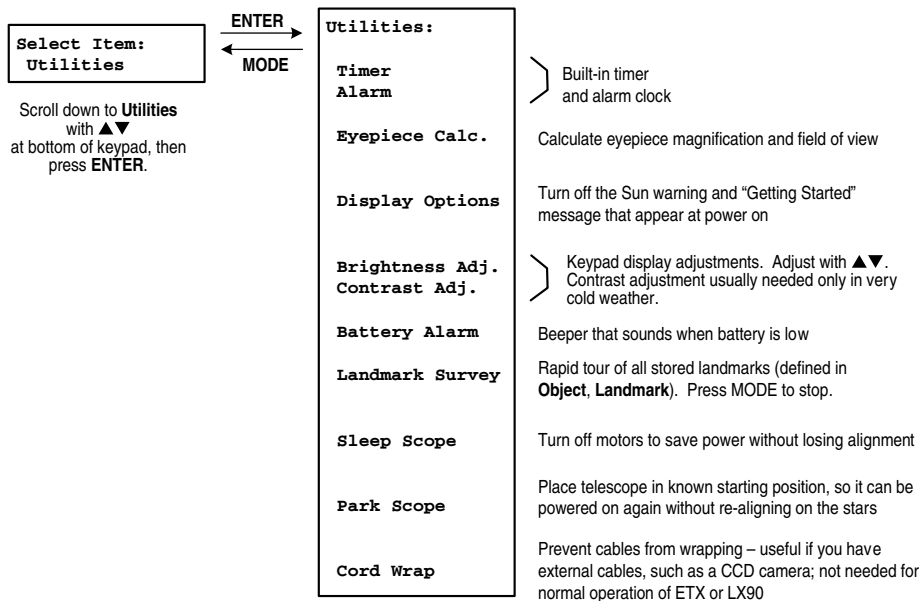 Select Item:
Utilities
Scroll down to Utilities
with ▲▼
at bottom of keypad, then
press ENTER.
ENTER
MODE
Utilities:
Timer
Alarm
Built-in timer
and alarm clock
Eyepiece Calc.
Calculate eyepiece magnification and field of view
Display Options
Turn off the Sun warning and “Getting Started”
message that appear at power on
Brightness Adj.
Contrast Adj.
Keypad display adjustments. Adjust with ▲▼.
Contrast adjustment usually needed only in very
cold weather.
Battery Alarm
Beeper that sounds when battery is low
Landmark Survey
Rapid tour of all stored landmarks (defined in
Object, Landmark). Press MODE to stop.
Sleep Scope
Turn off motors to save power without losing alignment
Park Scope
Place telescope in known starting position, so it can be
powered on again without re-aligning on the stars
Cord Wrap
Prevent cables from wrapping – useful if you have
external cables, such as a CCD camera; not needed for
normal operation of ETX or LX90